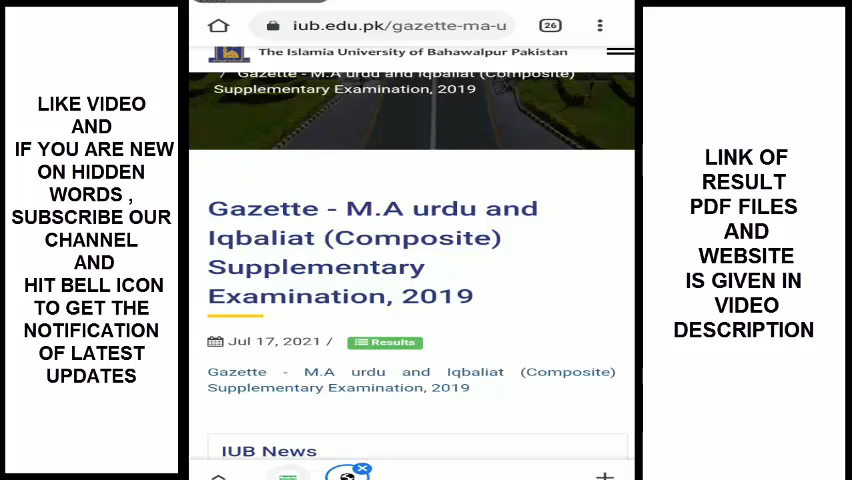 LIKE VIDEO
AND
IF YOU ARE NEW
ON HIDDEN
WORDS ,
SUBSCRIBE OUR
CHANNEL
AND
HIT BELL ICON
TO GET THE
NOTIFICATION
OF LATEST
UPDATES
iub.edu.pk/gazette-ma-u
26
The Islamia University of Bahawalpur Pakistan
/ Gazette - M.A urdu and Iqbaliat (Composite)
Supplementary Examination, 2019
Gazette - M.A urdu and
Iqbaliat (Composite)
Supplementary
Examination, 2019
Jul 17, 2021 / Results
Gazette - M.A urdu and Iqbaliat (Composite)
Supplementary Examination, 2019
IUB News
LINK OF
RESULT
PDF FILES
AND
WEBSITE
IS GIVEN IN
VIDEO
DESCRIPTION